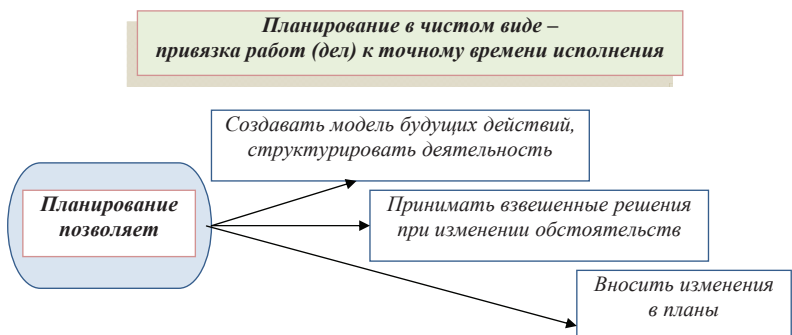 Планирование в чистом виде –
привязка работ (дел) к точному времени исполнения
Создавать модель будущих действий,
структурировать деятельность
Планирование
позволяет
Принимать взвешенные решения
при изменении обстоятельств
Вносить изменения
в планы